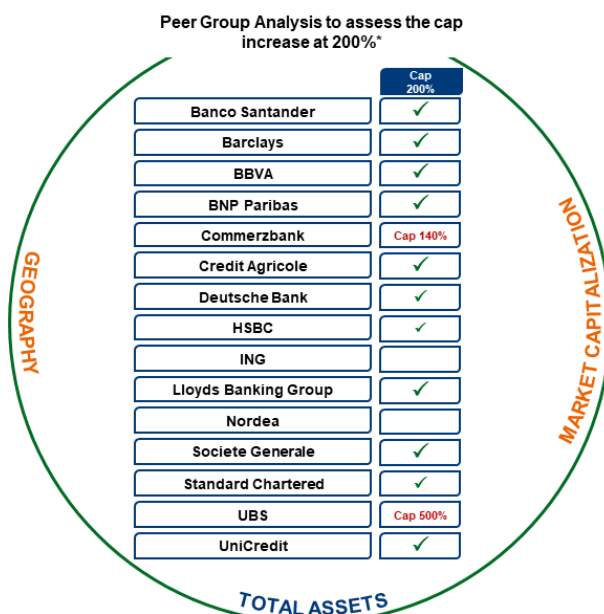 Peer Group Analysis to assess the cap
increase at 200%*
Cap
200%
Banco Santander ✓
Barclays ✓
BBVA ✓
BNP Paribas ✓
Commerzbank Cap 140%
Credit Agricole ✓
Deutsche Bank ✓
HSBC ✓
ING
Lloyds Banking Group ✓
Nordea
Societe Generale ✓
Standard Chartered ✓
UBS Cap 500%
UniCredit ✓
GEOGRAPHY
MARKET CAPITALIZATION
TOTAL ASSETS